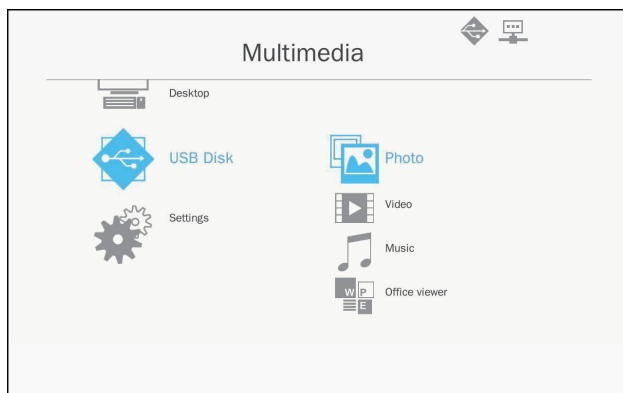 Multimedia
Desktop
USB Disk
Photo
Settings
Video
Music
W P
E
Office viewer